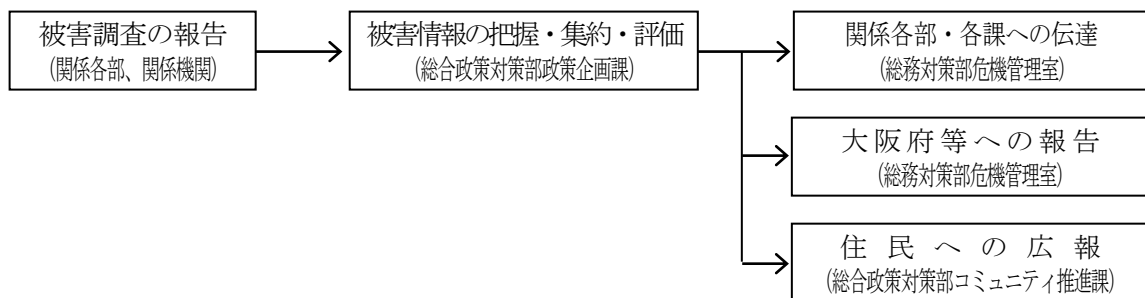 被害調査の報告
(関係各部、関係機関)
被害情報の把握・集約・評価
(総合政策対策部政策企画課)
関係各部・各課への伝達
(総務対策部危機管理室)
大阪府等への報告
(総務対策部危機管理室)
住民への広報
(総合政策対策部コミュニティ推進課)